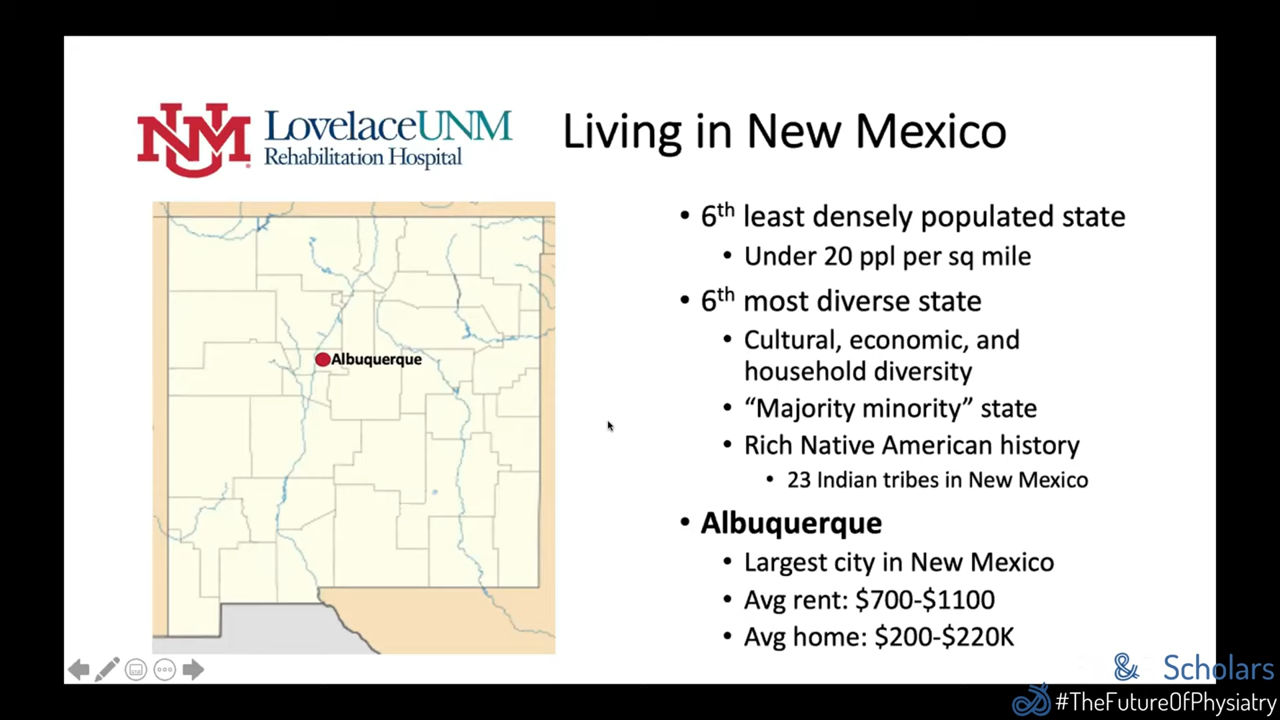 UNM LovelaceUNM
Rehabilitation Hospital
Living in New Mexico
Albuquerque
• 6th least densely populated state
• Under 20 ppl per sq mile
• 6th most diverse state
• Cultural, economic, and
household diversity
• “Majority minority” state
• Rich Native American history
• 23 Indian tribes in New Mexico
• Albuquerque
• Largest city in New Mexico
• Avg rent: $700-$1100
• Avg home: $200-$220K
& Scholars
#TheFutureOfPhysiatry